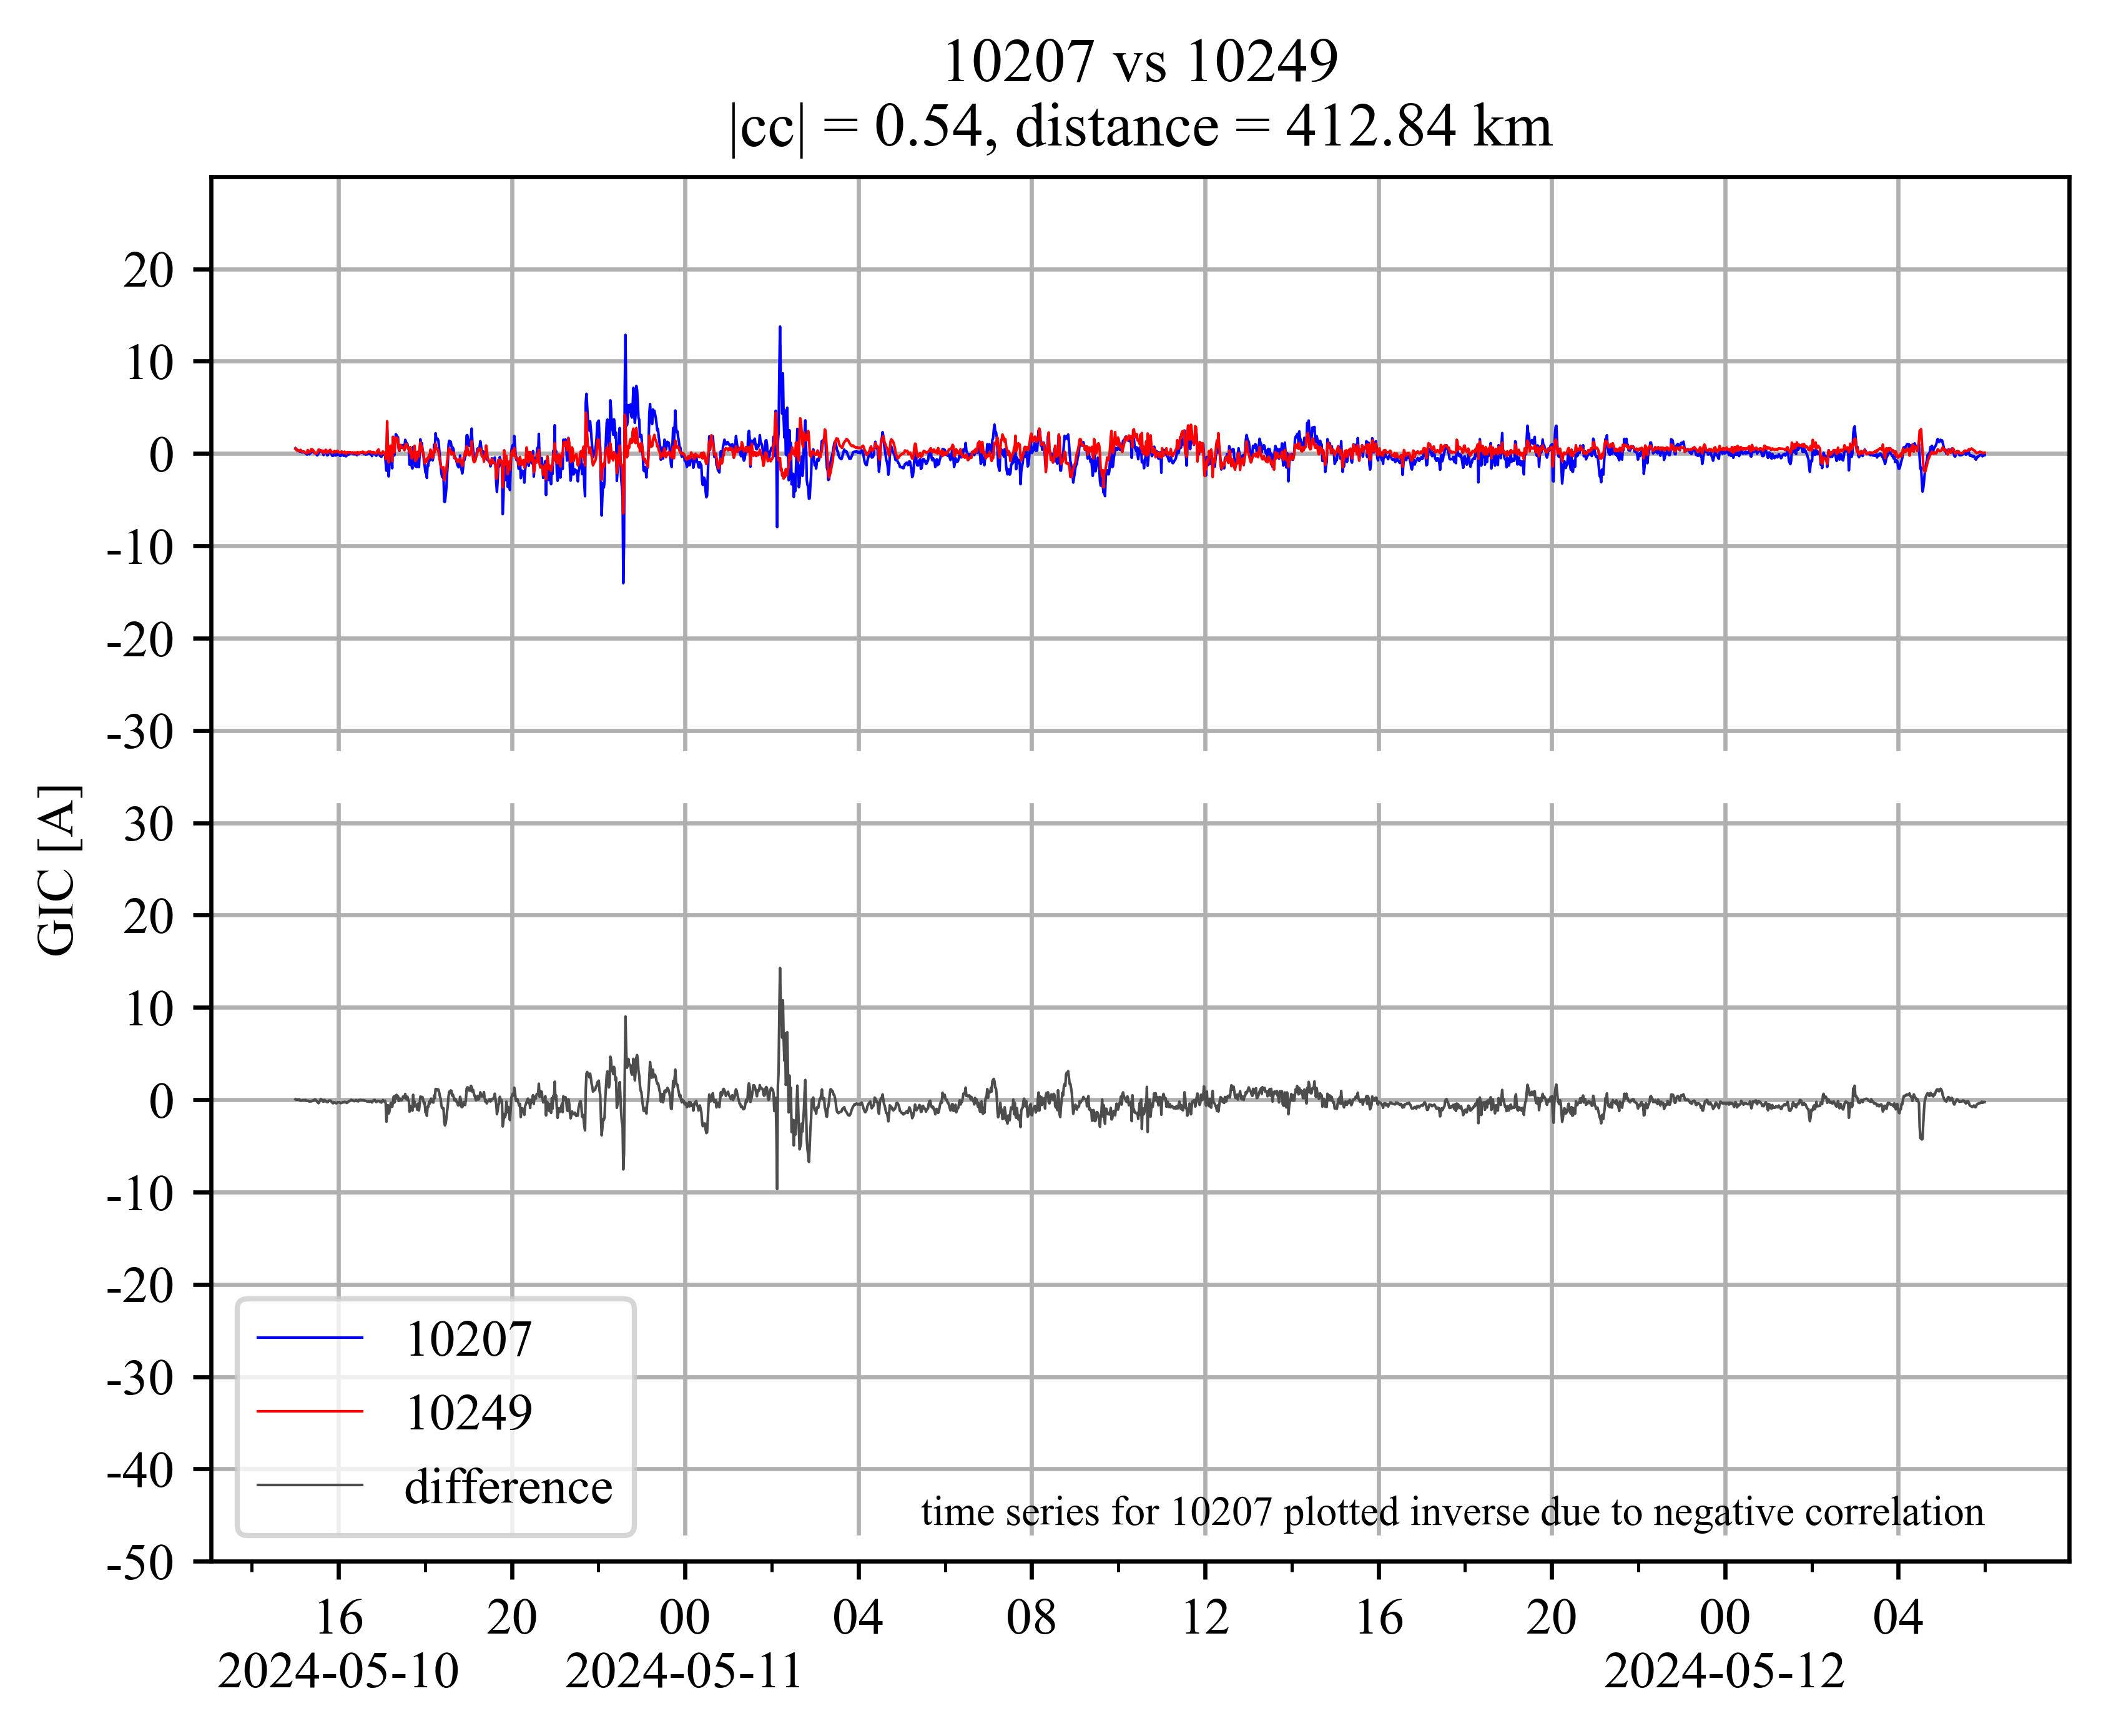 10207 vs 10249
|cc| = 0.54, distance = 412.84 km
20
10
0
-10
-20
-30
30
20
10
0
-10
-20
-30
-40
-50
GIC [A]
10207
10249
difference
time series for 10207 plotted inverse due to negative correlation
16 20 00 04 08 12 16 20 00 04
2024-05-10 2024-05-11 2024-05-12